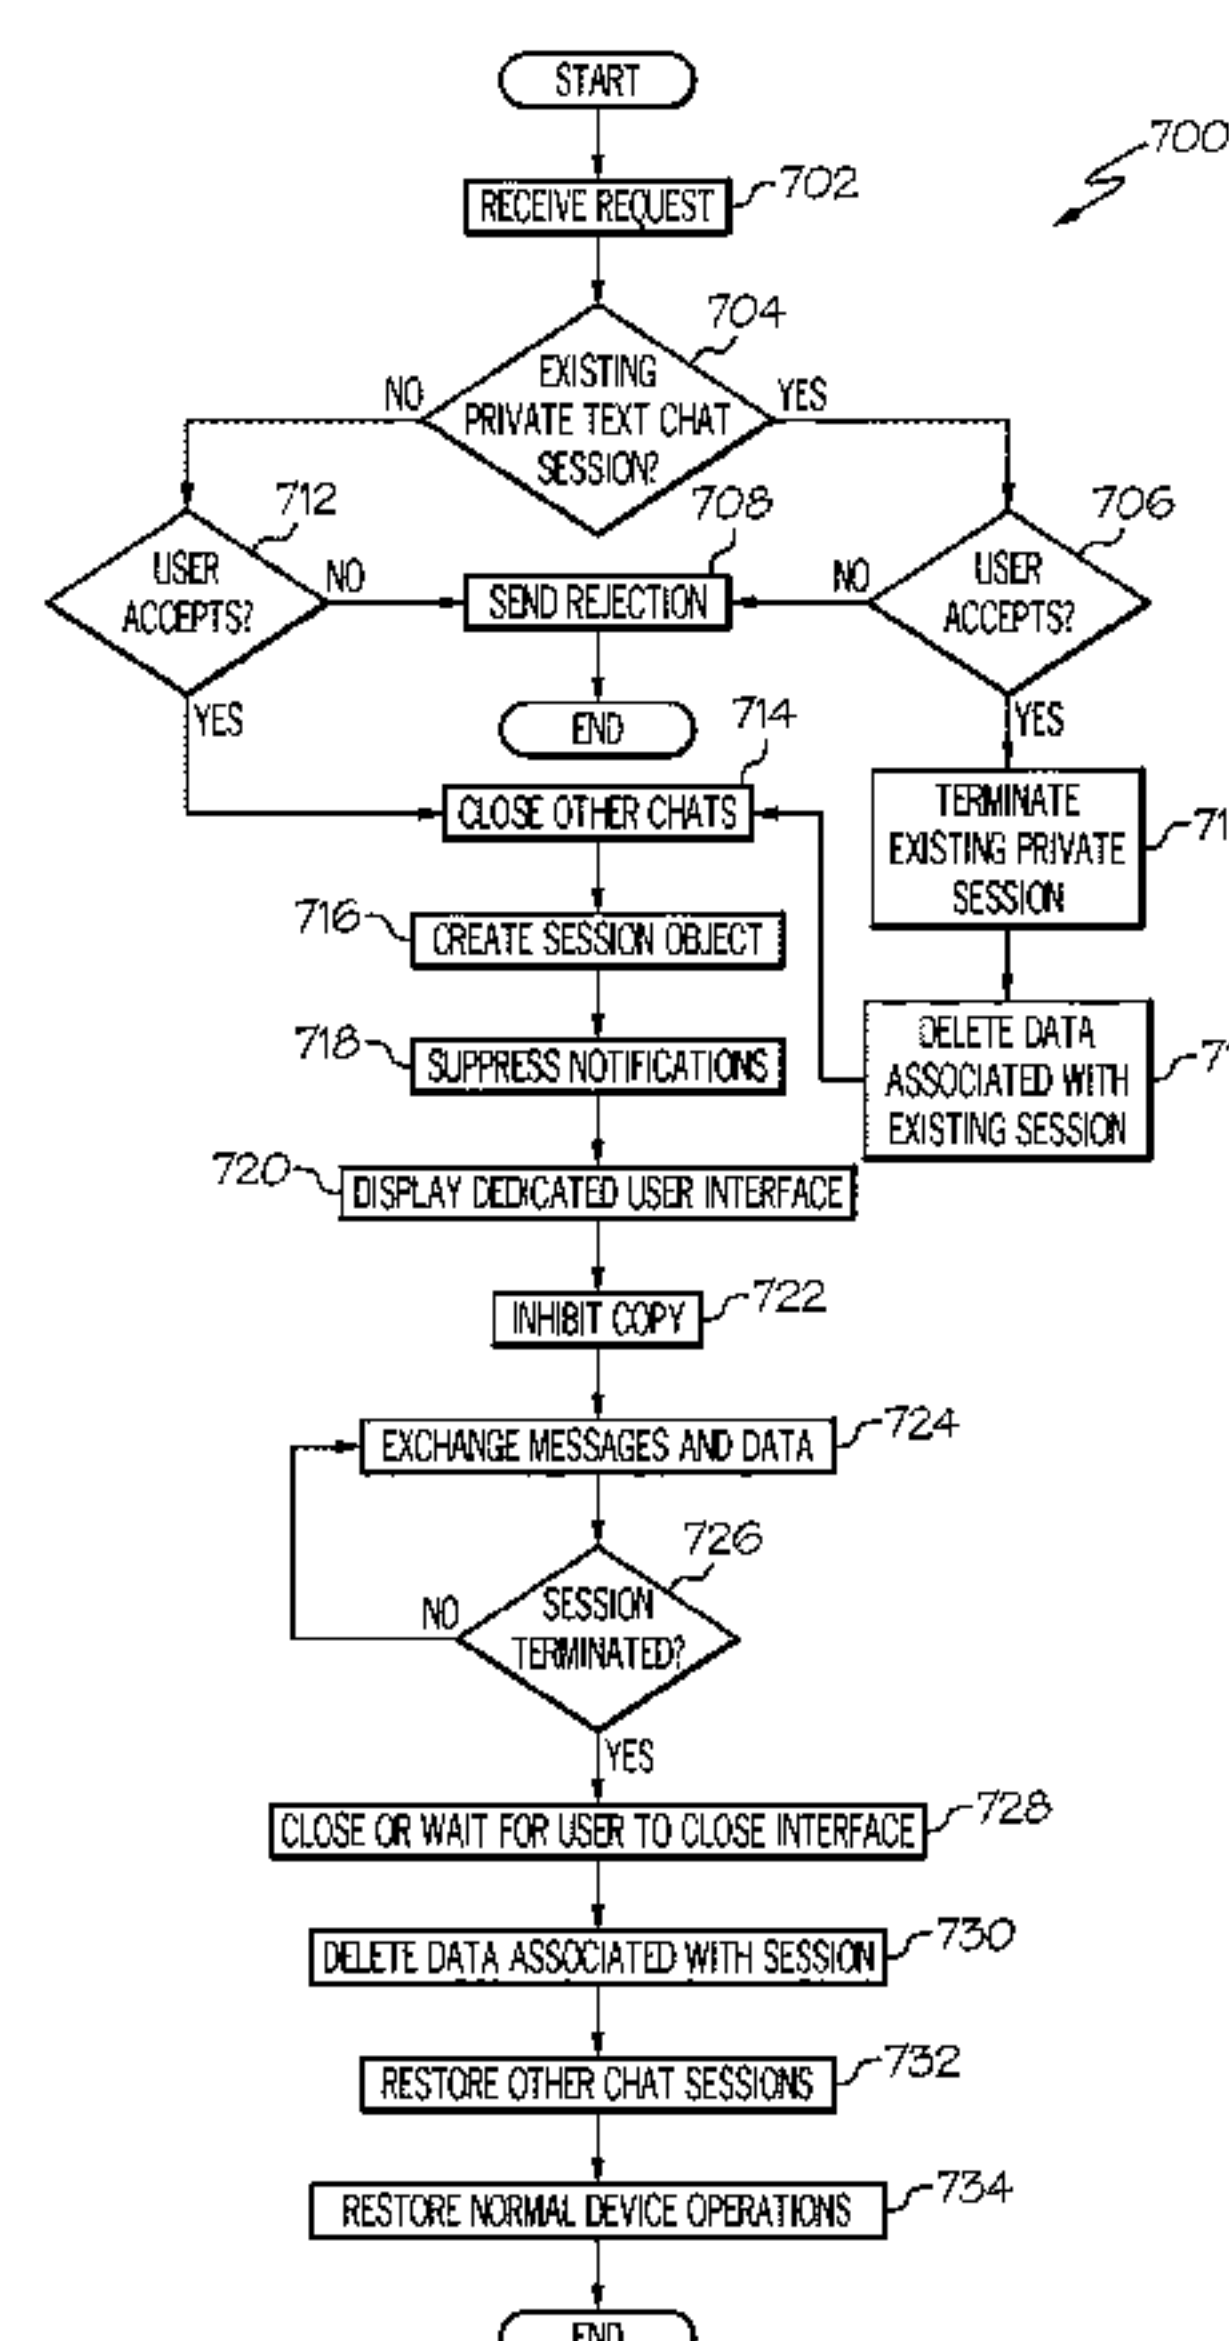 START
700
702
RECEIVE REQUEST
704
EXISTING
PRIVATE TEXT CHAT
SESSION?
NO
YES
712
708
706
USER
ACCEPTS?
NO
SEND REJECTION
NO
USER
ACCEPTS?
YES
END
714
YES
CLOSE OTHER CHATS
TERMINATE
EXISTING PRIVATE
SESSION
716
CREATE SESSION OBJECT
718
SUPPRESS NOTIFICATIONS
DELETE DATA
ASSOCIATED WITH
EXISTING SESSION
720
DISPLAY DEDICATED USER INTERFACE
722
INHIBIT COPY
724
EXCHANGE MESSAGES AND DATA
726
SESSION
TERMINATED?
NO
YES
728
CLOSE OR WAIT FOR USER TO CLOSE INTERFACE
730
DELETE DATA ASSOCIATED WITH SESSION
732
RESTORE OTHER CHAT SESSIONS
734
RESTORE NORMAL DEVICE OPERATIONS
END